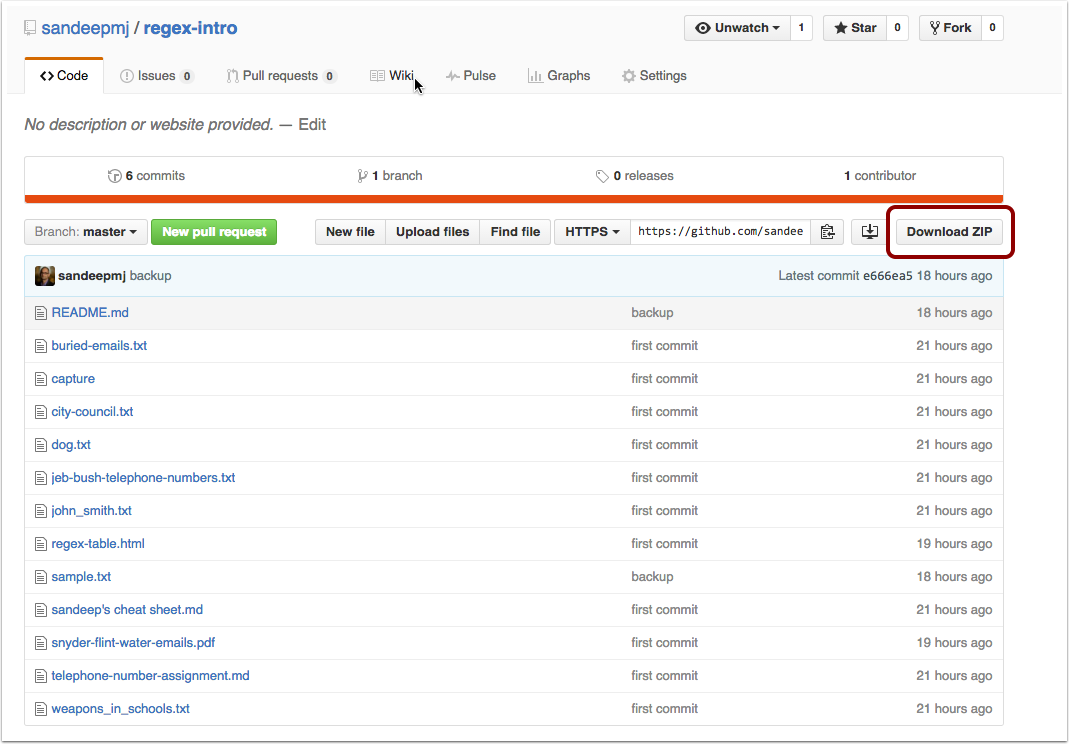 sandeepmj / regex-intro
Unwatch 1 Star 0 Fork 0
Code Issues 0 Pull requests 0 Wiki Pulse Graphs Settings
No description or website provided. — Edit
6 commits 1 branch 0 releases 1 contributor
Branch: master New pull request New file Upload files Find file HTTPS https://github.com/sandee Download ZIP
sandeepmj backup Latest commit e666ea5 18 hours ago
README.md backup 18 hours ago
buried-emails.txt first commit 21 hours ago
capture first commit 21 hours ago
city-council.txt first commit 21 hours ago
dog.txt first commit 21 hours ago
jeb-bush-telephone-numbers.txt first commit 21 hours ago
john_smith.txt first commit 21 hours ago
regex-table.html first commit 19 hours ago
sample.txt backup 18 hours ago
sandeep's cheat sheet.md first commit 21 hours ago
snyder-flint-water-emails.pdf first commit 19 hours ago
telephone-number-assignment.md first commit 21 hours ago
weapons_in_schools.txt first commit 21 hours ago